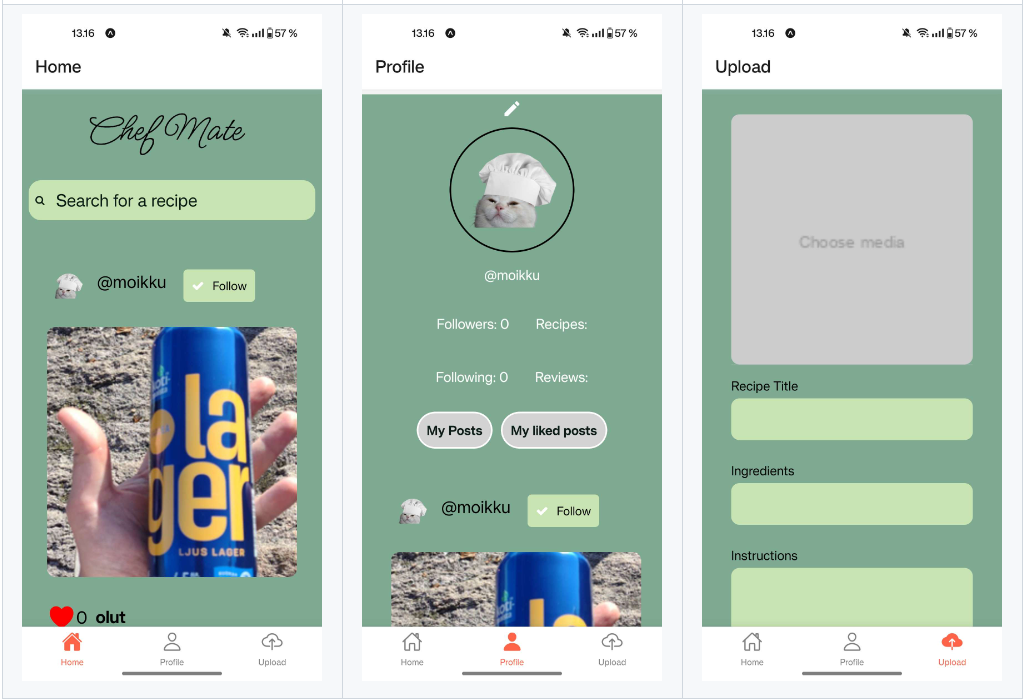 13.16
57 %
Home
Chef Mate
Search for a recipe
@moikku
Follow
la
ger
LJUS LAGER
0 olut
Home
Profile
Upload
13.16
57 %
Profile
@moikku
Followers: 0
Recipes:
Following: 0
Reviews:
My Posts
My liked posts
@moikku
Follow
Home
Profile
Upload
13.16
57 %
Upload
Choose media
Recipe Title
Ingredients
Instructions
Home
Profile
Upload